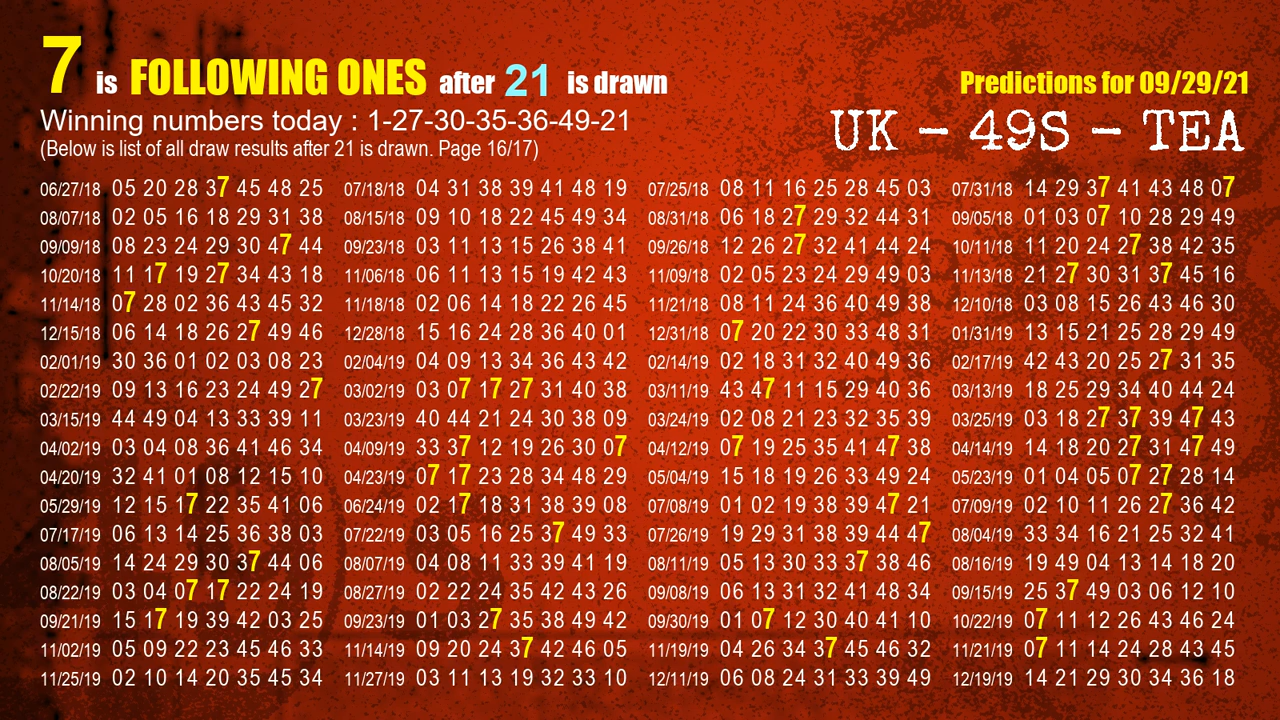 7 is FOLLOWING ONES after 21 is drawn
Predictions for 09/29/21
Winning numbers today : 1-27-30-35-36-49-21
UK - 49S - TEA
(Below is list of all draw results after 21 is drawn. Page 16/17)
06/27/18 05 20 28 37 45 48 25 07/18/18 04 31 38 39 41 48 19 07/25/18 08 11 16 25 28 45 03 07/31/18 14 29 37 41 43 48 07
08/07/18 02 05 16 18 29 31 38 08/15/18 09 10 18 22 45 49 34 08/31/18 06 18 27 29 32 44 31 09/05/18 01 03 07 10 28 29 49
09/09/18 08 23 24 29 30 47 44 09/23/18 03 11 13 15 26 38 41 09/26/18 12 26 27 32 41 44 24 10/11/18 11 20 24 27 38 42 35
10/20/18 11 17 19 27 34 43 18 11/06/18 06 11 13 15 19 42 43 11/09/18 02 05 23 24 29 49 03 11/13/18 21 27 30 31 37 45 16
11/14/18 07 28 02 36 43 45 32 11/18/18 02 06 14 18 22 26 45 11/21/18 08 11 24 36 40 49 38 12/10/18 03 08 15 26 43 46 30
12/15/18 06 14 18 26 27 49 46 12/28/18 15 16 24 28 36 40 01 12/31/18 07 20 22 30 33 48 31 01/31/19 13 15 21 25 28 29 49
02/01/19 30 36 01 02 03 08 23 02/04/19 04 09 13 34 36 43 42 02/14/19 02 18 31 32 40 49 36 02/17/19 42 43 20 25 27 31 35
02/22/19 09 13 16 23 24 49 27 03/02/19 03 07 17 27 31 40 38 03/11/19 43 47 11 15 29 40 36 03/13/19 18 25 29 34 40 44 24
03/15/19 44 49 04 13 33 39 11 03/23/19 40 44 21 24 30 38 09 03/24/19 02 08 21 23 32 35 39 03/25/19 03 18 27 37 39 47 43
04/02/19 03 04 08 36 41 46 34 04/09/19 33 37 12 19 26 30 07 04/12/19 07 19 25 35 41 47 38 04/14/19 14 18 20 27 31 47 49
04/20/19 32 41 01 08 12 15 10 04/23/19 07 17 23 28 34 48 29 05/04/19 15 18 19 26 33 49 24 05/23/19 01 04 05 07 27 28 14
05/29/19 12 15 17 22 35 41 06 06/24/19 02 17 18 31 38 39 08 07/08/19 01 02 19 38 39 47 21 07/09/19 02 10 11 26 27 36 42
07/17/19 06 13 14 25 36 38 03 07/22/19 03 05 16 25 37 49 33 07/26/19 19 29 31 38 39 44 47 08/04/19 33 34 16 21 25 32 41
08/05/19 14 24 29 30 37 44 06 08/07/19 04 08 11 33 39 41 19 08/11/19 05 13 30 33 37 38 46 08/16/19 19 49 04 13 14 18 20
08/22/19 03 04 07 17 22 24 19 08/27/19 02 22 24 35 42 43 26 09/08/19 06 13 31 32 41 48 34 09/15/19 25 37 49 03 06 12 10
09/21/19 15 17 19 39 42 03 25 09/23/19 01 03 27 35 38 49 42 09/30/19 01 07 12 30 40 41 10 10/22/19 07 11 26 43 46 24
11/02/19 05 09 22 23 45 46 33 11/14/19 09 20 24 37 42 46 05 11/19/19 04 26 34 37 45 46 32 11/21/19 07 11 14 24 28 43 45
11/25/19 02 10 14 20 35 45 34 11/27/19 03 11 13 19 32 33 10 12/11/19 06 08 24 31 33 39 49 12/19/19 14 21 29 30 34 36 18